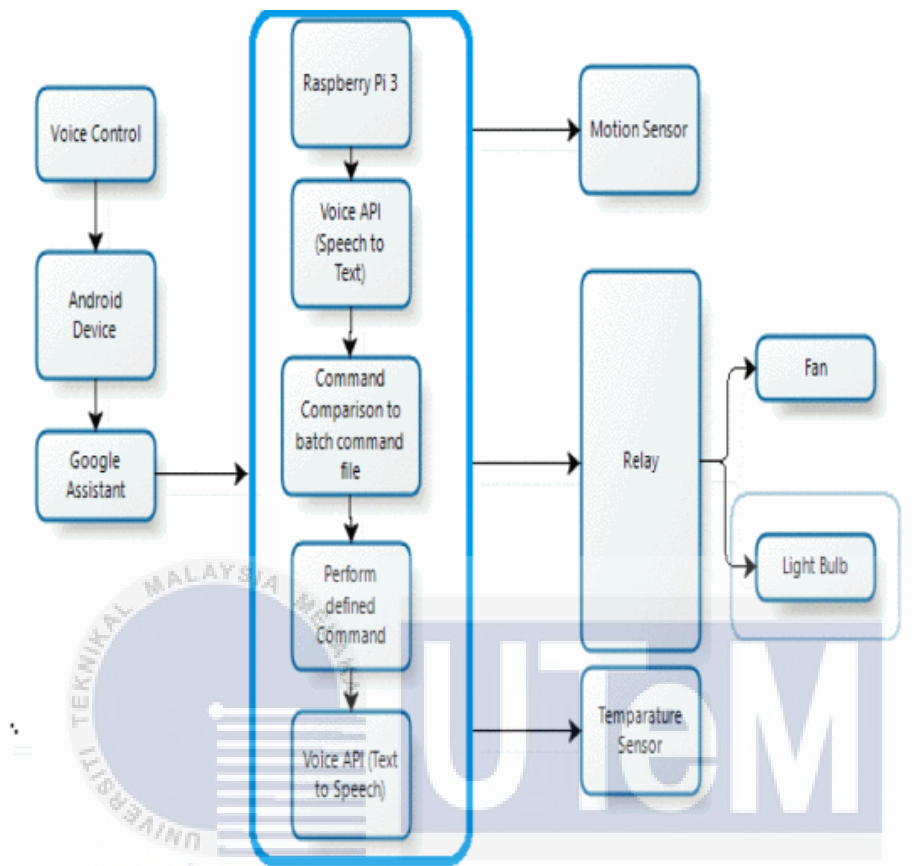 Voice Control
Android
Device
Google
Assistant
Raspberry Pi 3
Voice API
(Speech to
Text)
Command
Comparison to
batch command
file
Perform
defined
Command
Voice API (Text
to Speech)
Motion Sensor
Relay
Temparature
Sensor
Fan
Light Bulb
UNIVERSITI TEKNIKAL MALAYSIA
UTeM